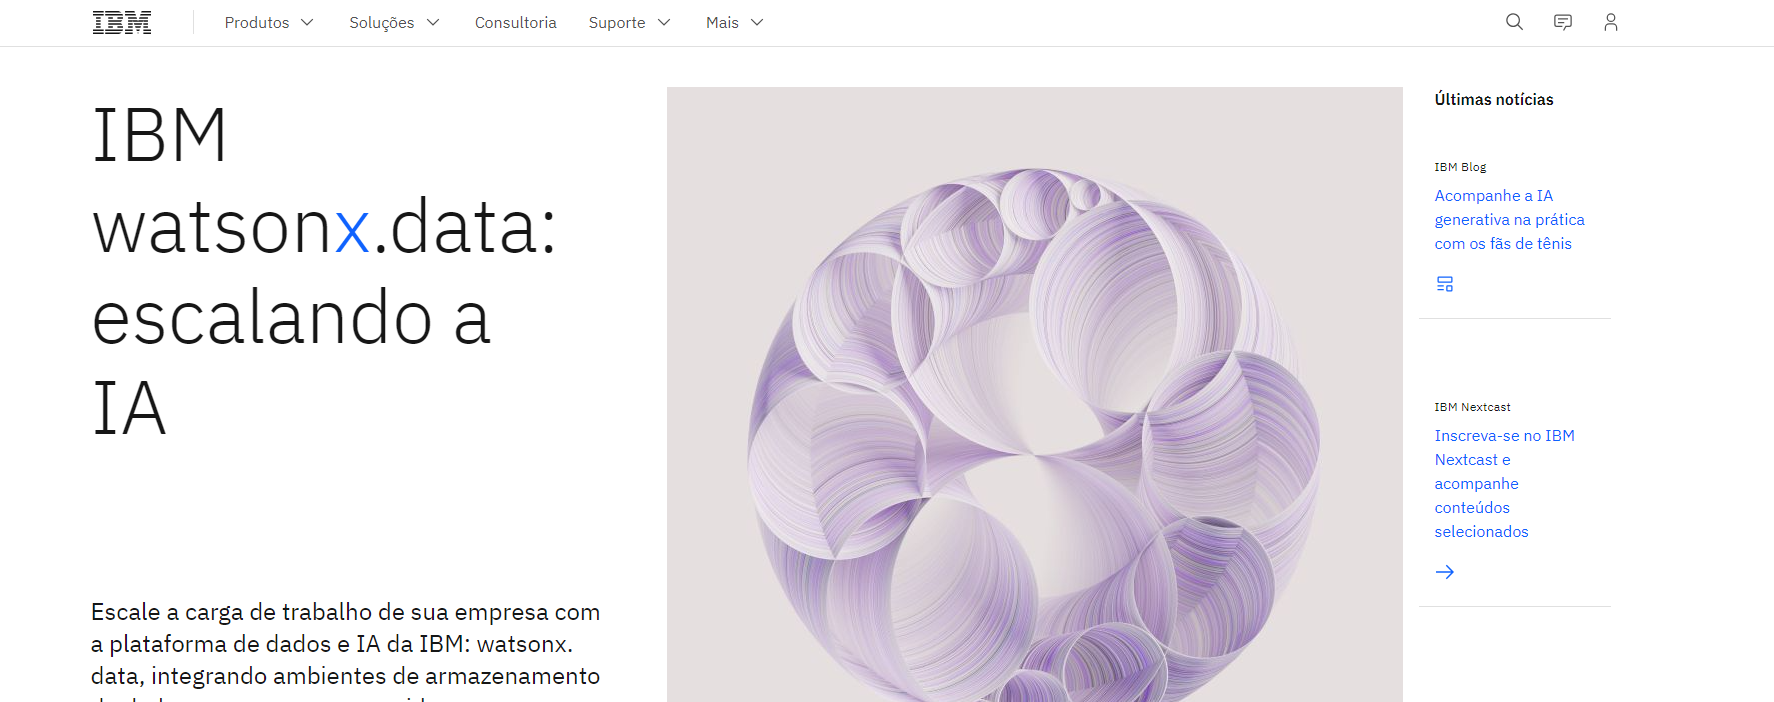 IBM
Produtos
Soluções
Consultoria
Suporte
Mais
IBM
watsonx.data:
escalando a
IA
Escale a carga de trabalho de sua empresa com
a plataforma de dados e IA da IBM: watsonx.
data, integrando ambientes de armazenamento
Últimas notícias
IBM Blog
Acompanhe a IA
generativa na prática
com os fãs de tênis
IBM Nextcast
Inscreva-se no IBM
Nextcast e
acompanhe
conteúdos
selecionados